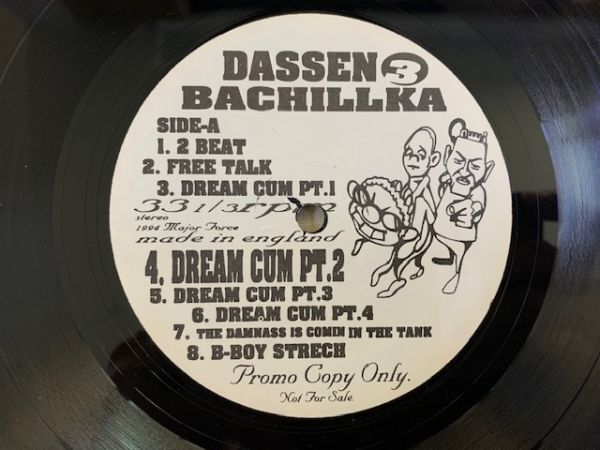 DASSEN 3
BACHILLKA
SIDE-A
1. 2 BEAT
2. FREE TALK
3. DREAM CUM PT.1
33 1/3rpm
stereo
1994 Major Force
made in england
4, DREAM CUM PT.2
5. DREAM CUM PT.3
6. DREAM CUM PT.4
7. THE DAMNASS IS COMIN IN THE TANK
8. B-BOY STRECH
Promo Copy Only.
Not For Sale.